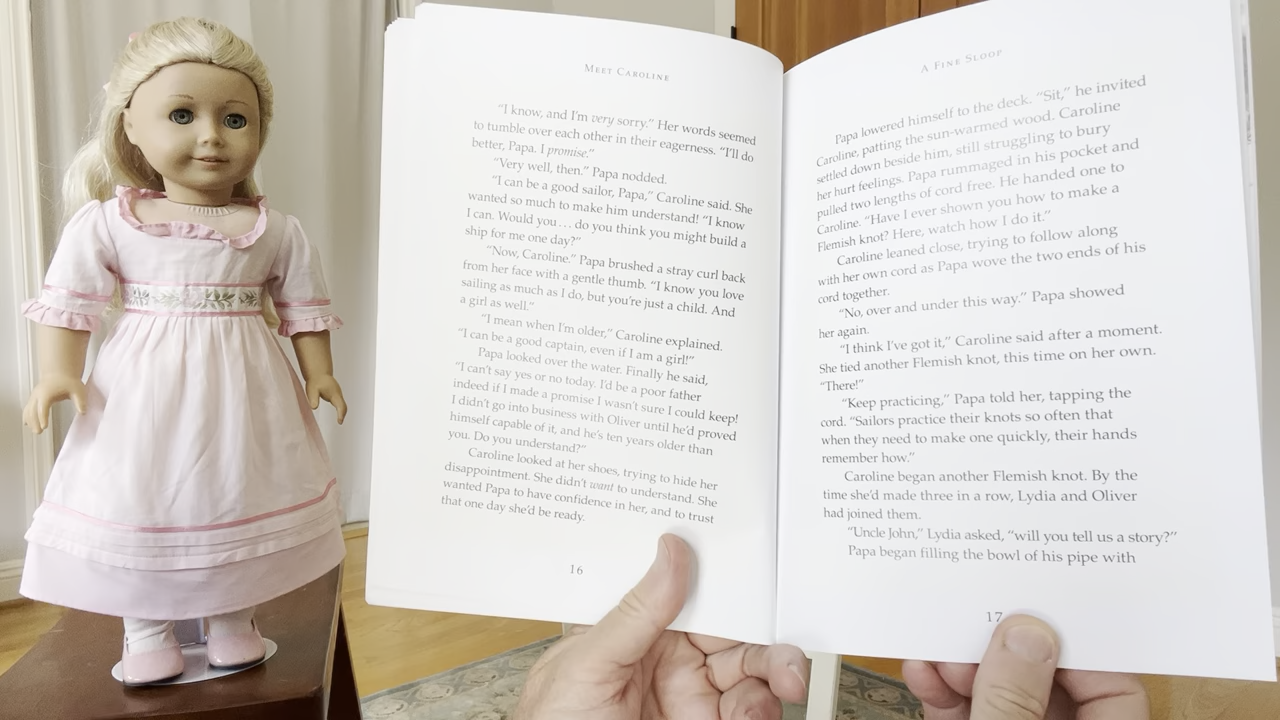 MEET CAROLINE
“I know, and I’m very sorry.” Her words seemed
to tumble over each other in their eagerness. “I’ll do
better, Papa. I promise.”
“Very well, then.” Papa nodded.
“I can be a good sailor, Papa,” Caroline said. She
wanted so much to make him understand! “I know
I can. Would you . . . do you think you might build a
ship for me one day?”
“Now, Caroline.” Papa brushed a stray curl back
from her face with a gentle thumb. “I know you love
sailing as much as I do, but you’re just a child. And
a girl as well.”
“I mean when I’m older,” Caroline explained.
“I can be a good captain, even if I am a girl!”
Papa looked over the water. Finally he said,
“I can’t say yes or no today. I’d be a poor father
indeed if I made a promise I wasn’t sure I could keep!
I didn’t go into business with Oliver until he’d proved
himself capable of it, and he’s ten years older than
you. Do you understand?”
Caroline looked at her shoes, trying to hide her
disappointment. She didn’t want to understand. She
wanted Papa to have confidence in her, and to trust
that one day she’d be ready.
16
A FINE SLOOP
Papa lowered himself to the deck. “Sit,” he invited
Caroline, patting the sun-warmed wood. Caroline
settled down beside him, still struggling to bury
her hurt feelings. Papa rummaged in his pocket and
pulled two lengths of cord free. He handed one to
Caroline. “Have I ever shown you how to make a
Flemish knot? Here, watch how I do it.”
Caroline leaned close, trying to follow along
with her own cord as Papa wove the two ends of his
cord together.
“No, over and under this way.” Papa showed
her again.
“I think I’ve got it,” Caroline said after a moment.
She tied another Flemish knot, this time on her own.
“There!”
“Keep practicing,” Papa told her, tapping the
cord. “Sailors practice their knots so often that
when they need to make one quickly, their hands
remember how.”
Caroline began another Flemish knot. By the
time she’d made three in a row, Lydia and Oliver
had joined them.
“Uncle John,” Lydia asked, “will you tell us a story?”
Papa began filling the bowl of his pipe with
17